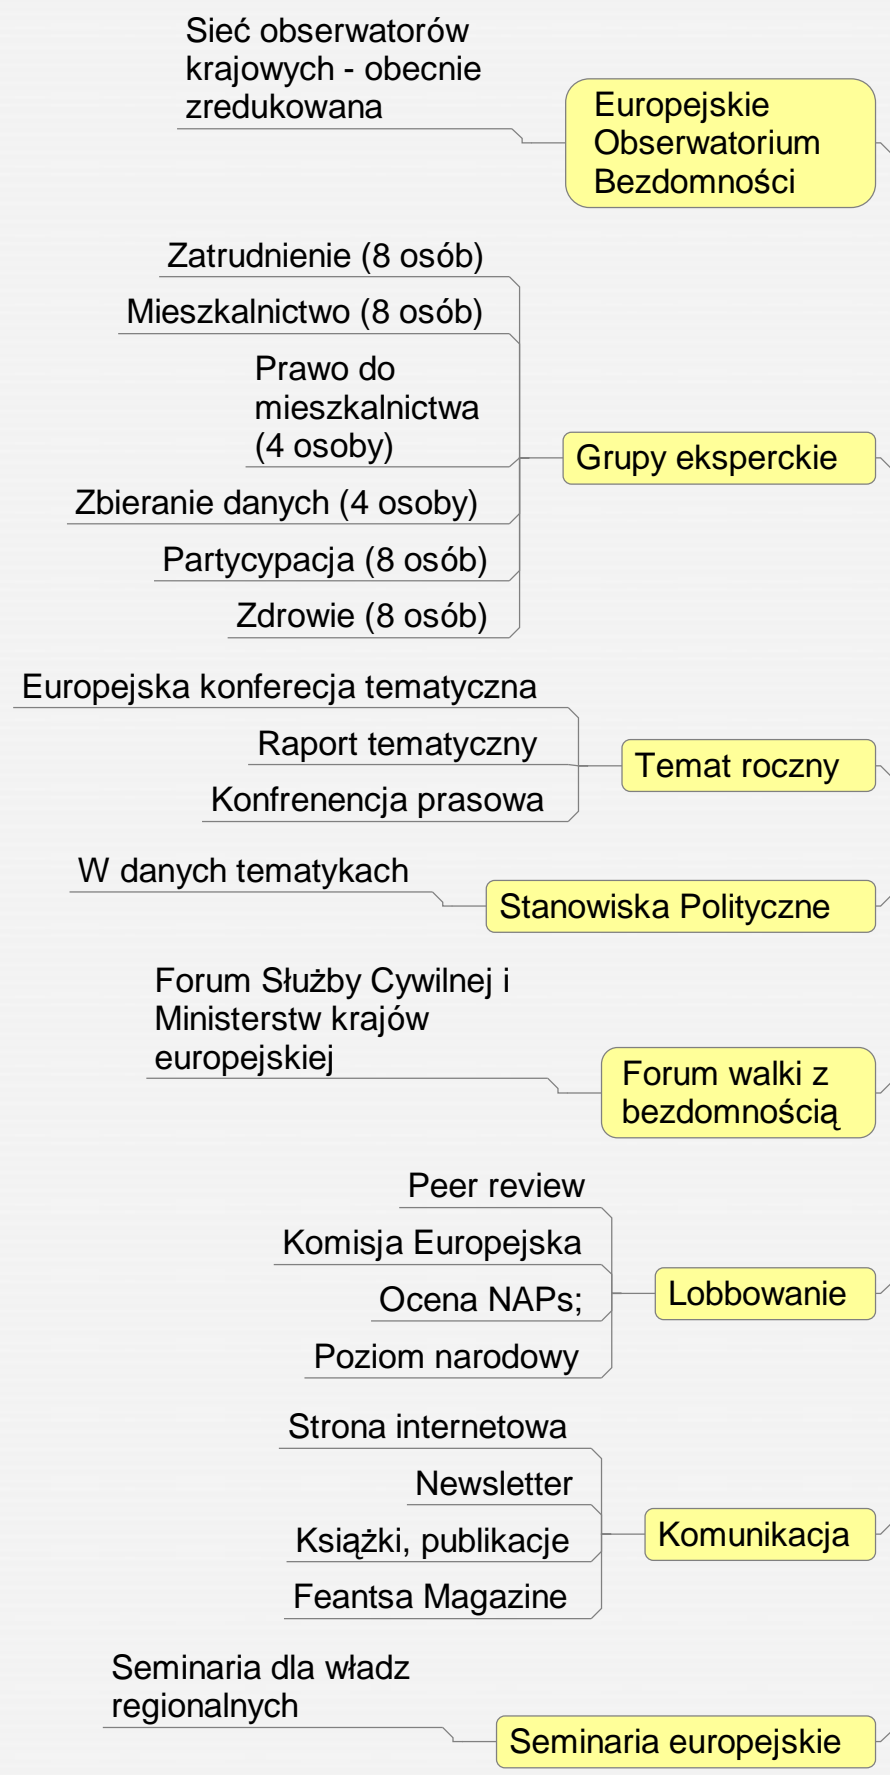 Sieć obserwatorów
krajowych - obecnie
zredukowana
Europejskie
Obserwatorium
Bezdomności
Zatrudnienie (8 osób)
Mieszkalnictwo (8 osób)
Prawo do
mieszkalnictwa
(4 osoby)
Zbieranie danych (4 osoby)
Partycypacja (8 osób)
Zdrowie (8 osób)
Grupy eksperckie
Europejska konferecja tematyczna
Raport tematyczny
Konfrenencja prasowa
Temat roczny
W danych tematykach
Stanowiska Polityczne
Forum Służby Cywilnej i
Ministerstw krajów
europejskiej
Forum walki z
bezdomnością
Peer review
Komisja Europejska
Ocena NAPs;
Poziom narodowy
Lobbowanie
Strona internetowa
Newsletter
Książki, publikacje
Feantsa Magazine
Komunikacja
Seminaria dla władz
regionalnych
Seminaria europejskie